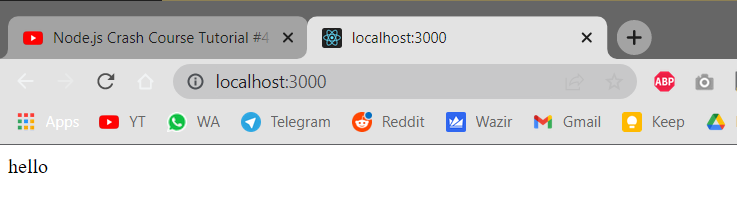 Node.js Crash Course Tutorial #4
localhost:3000
localhost:3000
ABP
Apps YT WA Telegram Reddit Wazir Gmail Keep
hello